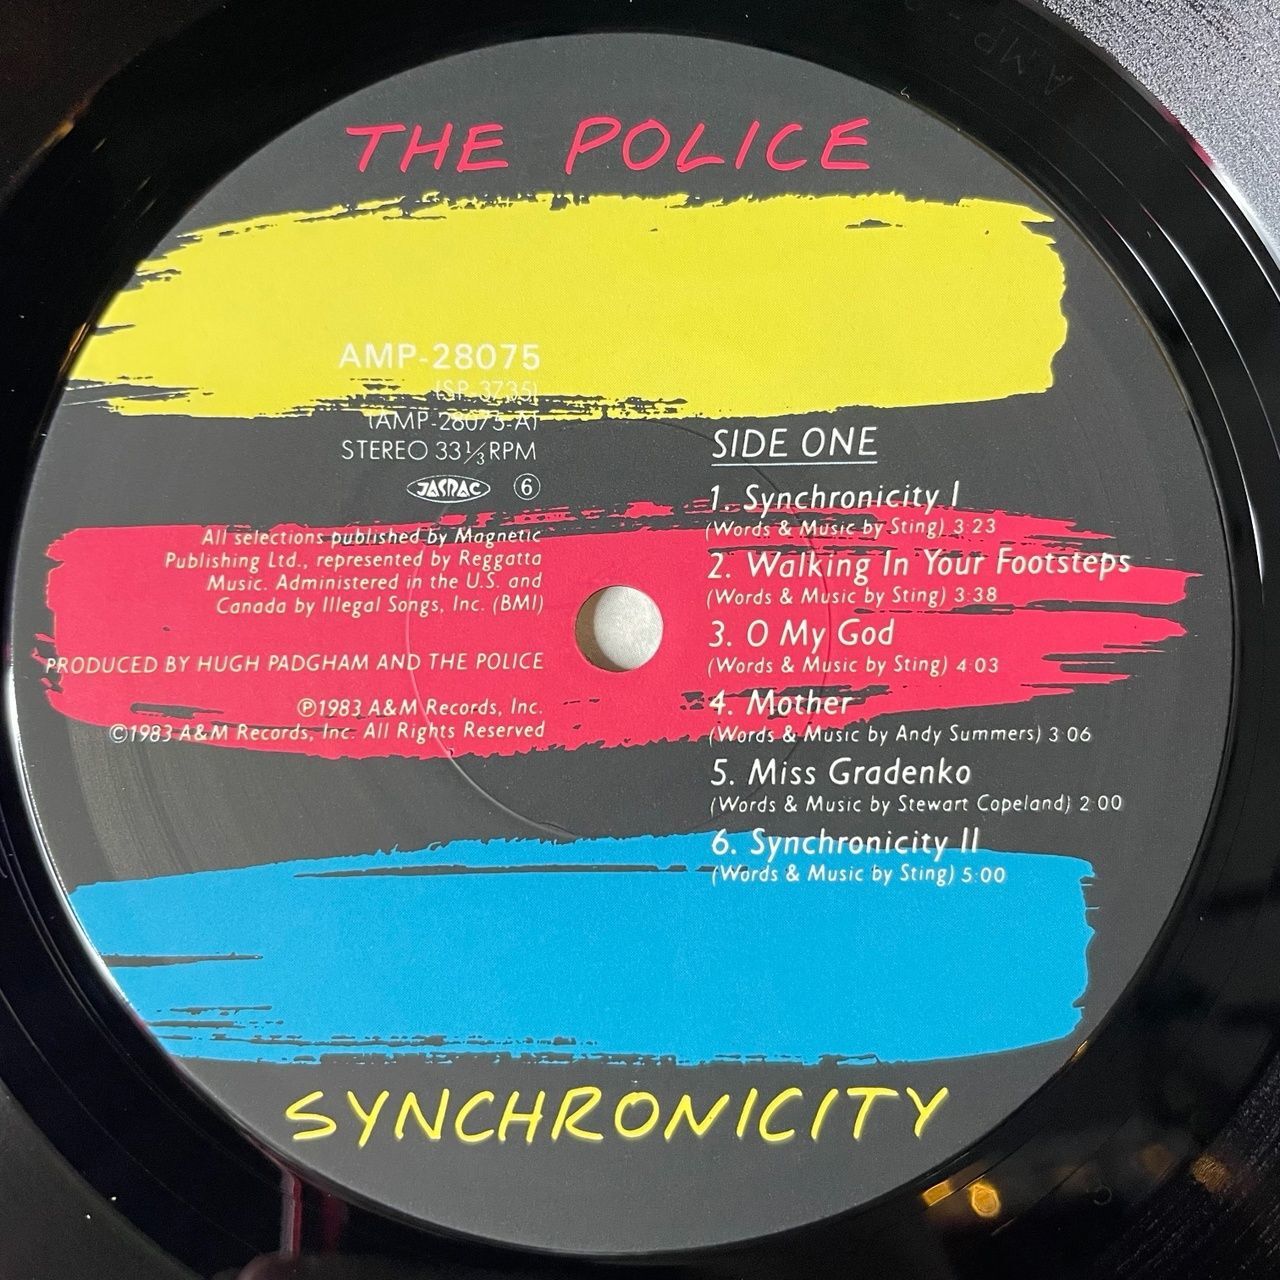 THE POLICE
AMP-28075
(SP-3735)
(AMP-28075-A)
STEREO 33⅓RPM
JASRAC ⑥
All selections published by Magnetic
Publishing Ltd., represented by Reggatta
Music. Administered in the U.S. and
Canada by Illegal Songs, Inc. (BMI)
PRODUCED BY HUGH PADGHAM AND THE POLICE
℗1983 A&M Records, Inc.
©1983 A&M Records, Inc. All Rights Reserved
SIDE ONE
1. Synchronicity I
(Words & Music by Sting) 3:23
2. Walking In Your Footsteps
(Words & Music by Sting) 3:38
3. O My God
(Words & Music by Sting) 4:03
4. Mother
(Words & Music by Andy Summers) 3:06
5. Miss Gradenko
(Words & Music by Stewart Copeland) 2:00
6. Synchronicity II
(Words & Music by Sting) 5:00
SYNCHRONICITY
AMP